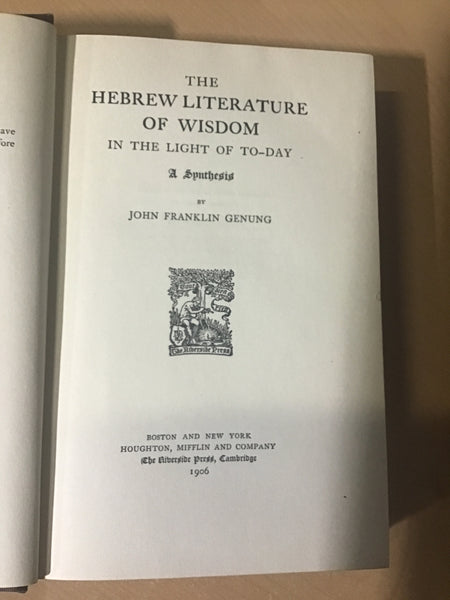 ave
fore
THE
HEBREW LITERATURE
OF WISDOM
IN THE LIGHT OF TO-DAY
A Synthesis
BY
JOHN FRANKLIN GENUNG
The Riverside Press
BOSTON AND NEW YORK
HOUGHTON, MIFFLIN AND COMPANY
The Riverside Press, Cambridge
1906